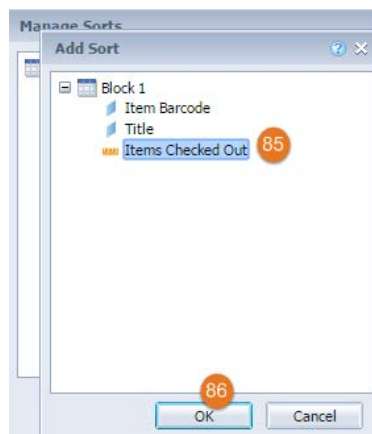 Manage Sorts
Add Sort
Block 1
Item Barcode
Title
Items Checked Out 85
86
OK Cancel